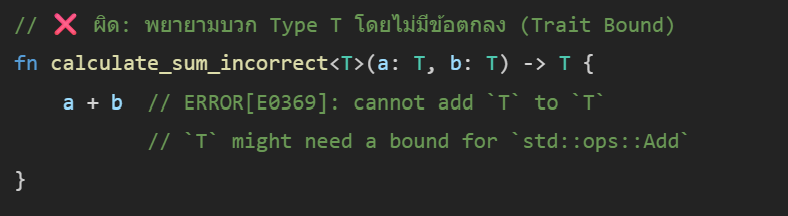 // ❌ ผิด: พยายามบวก Type T โดยไม่มีข้อตกลง (Trait Bound)
fn calculate_sum_incorrect<T>(a: T, b: T) -> T {
    a + b  // ERROR[E0369]: cannot add `T` to `T`
           // `T` might need a bound for `std::ops::Add`
}